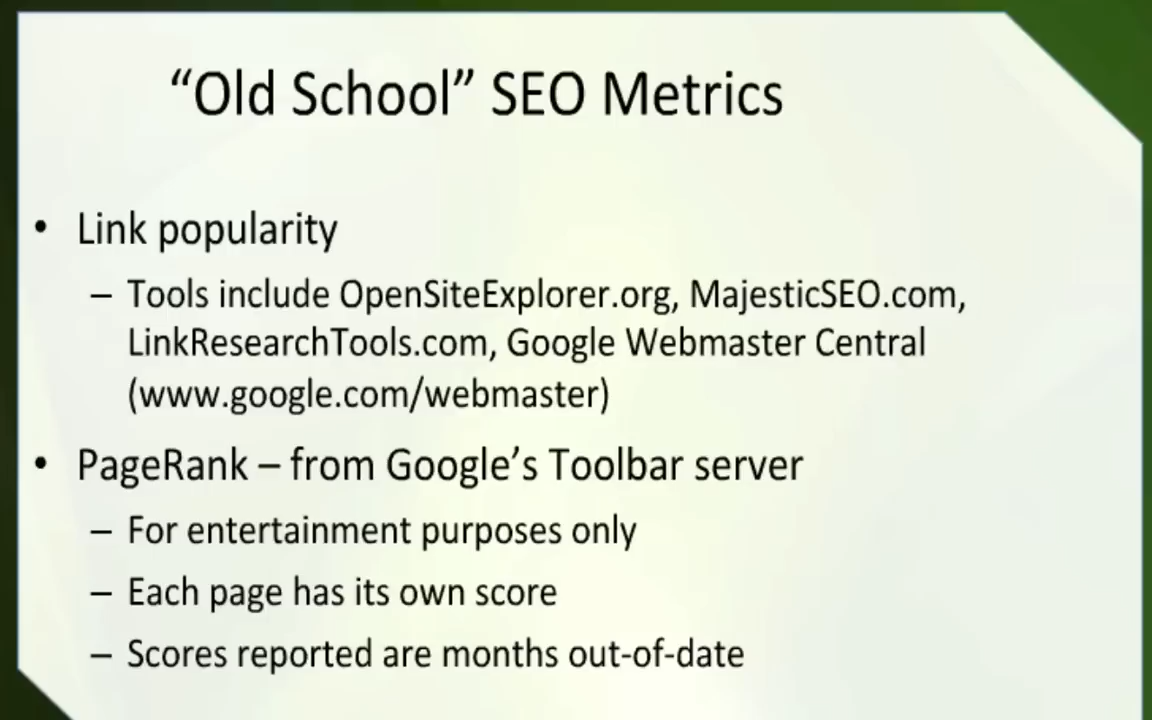 “Old School” SEO Metrics
• Link popularity
– Tools include OpenSiteExplorer.org, MajesticSEO.com,
LinkResearchTools.com, Google Webmaster Central
(www.google.com/webmaster)
• PageRank – from Google’s Toolbar server
– For entertainment purposes only
– Each page has its own score
– Scores reported are months out-of-date